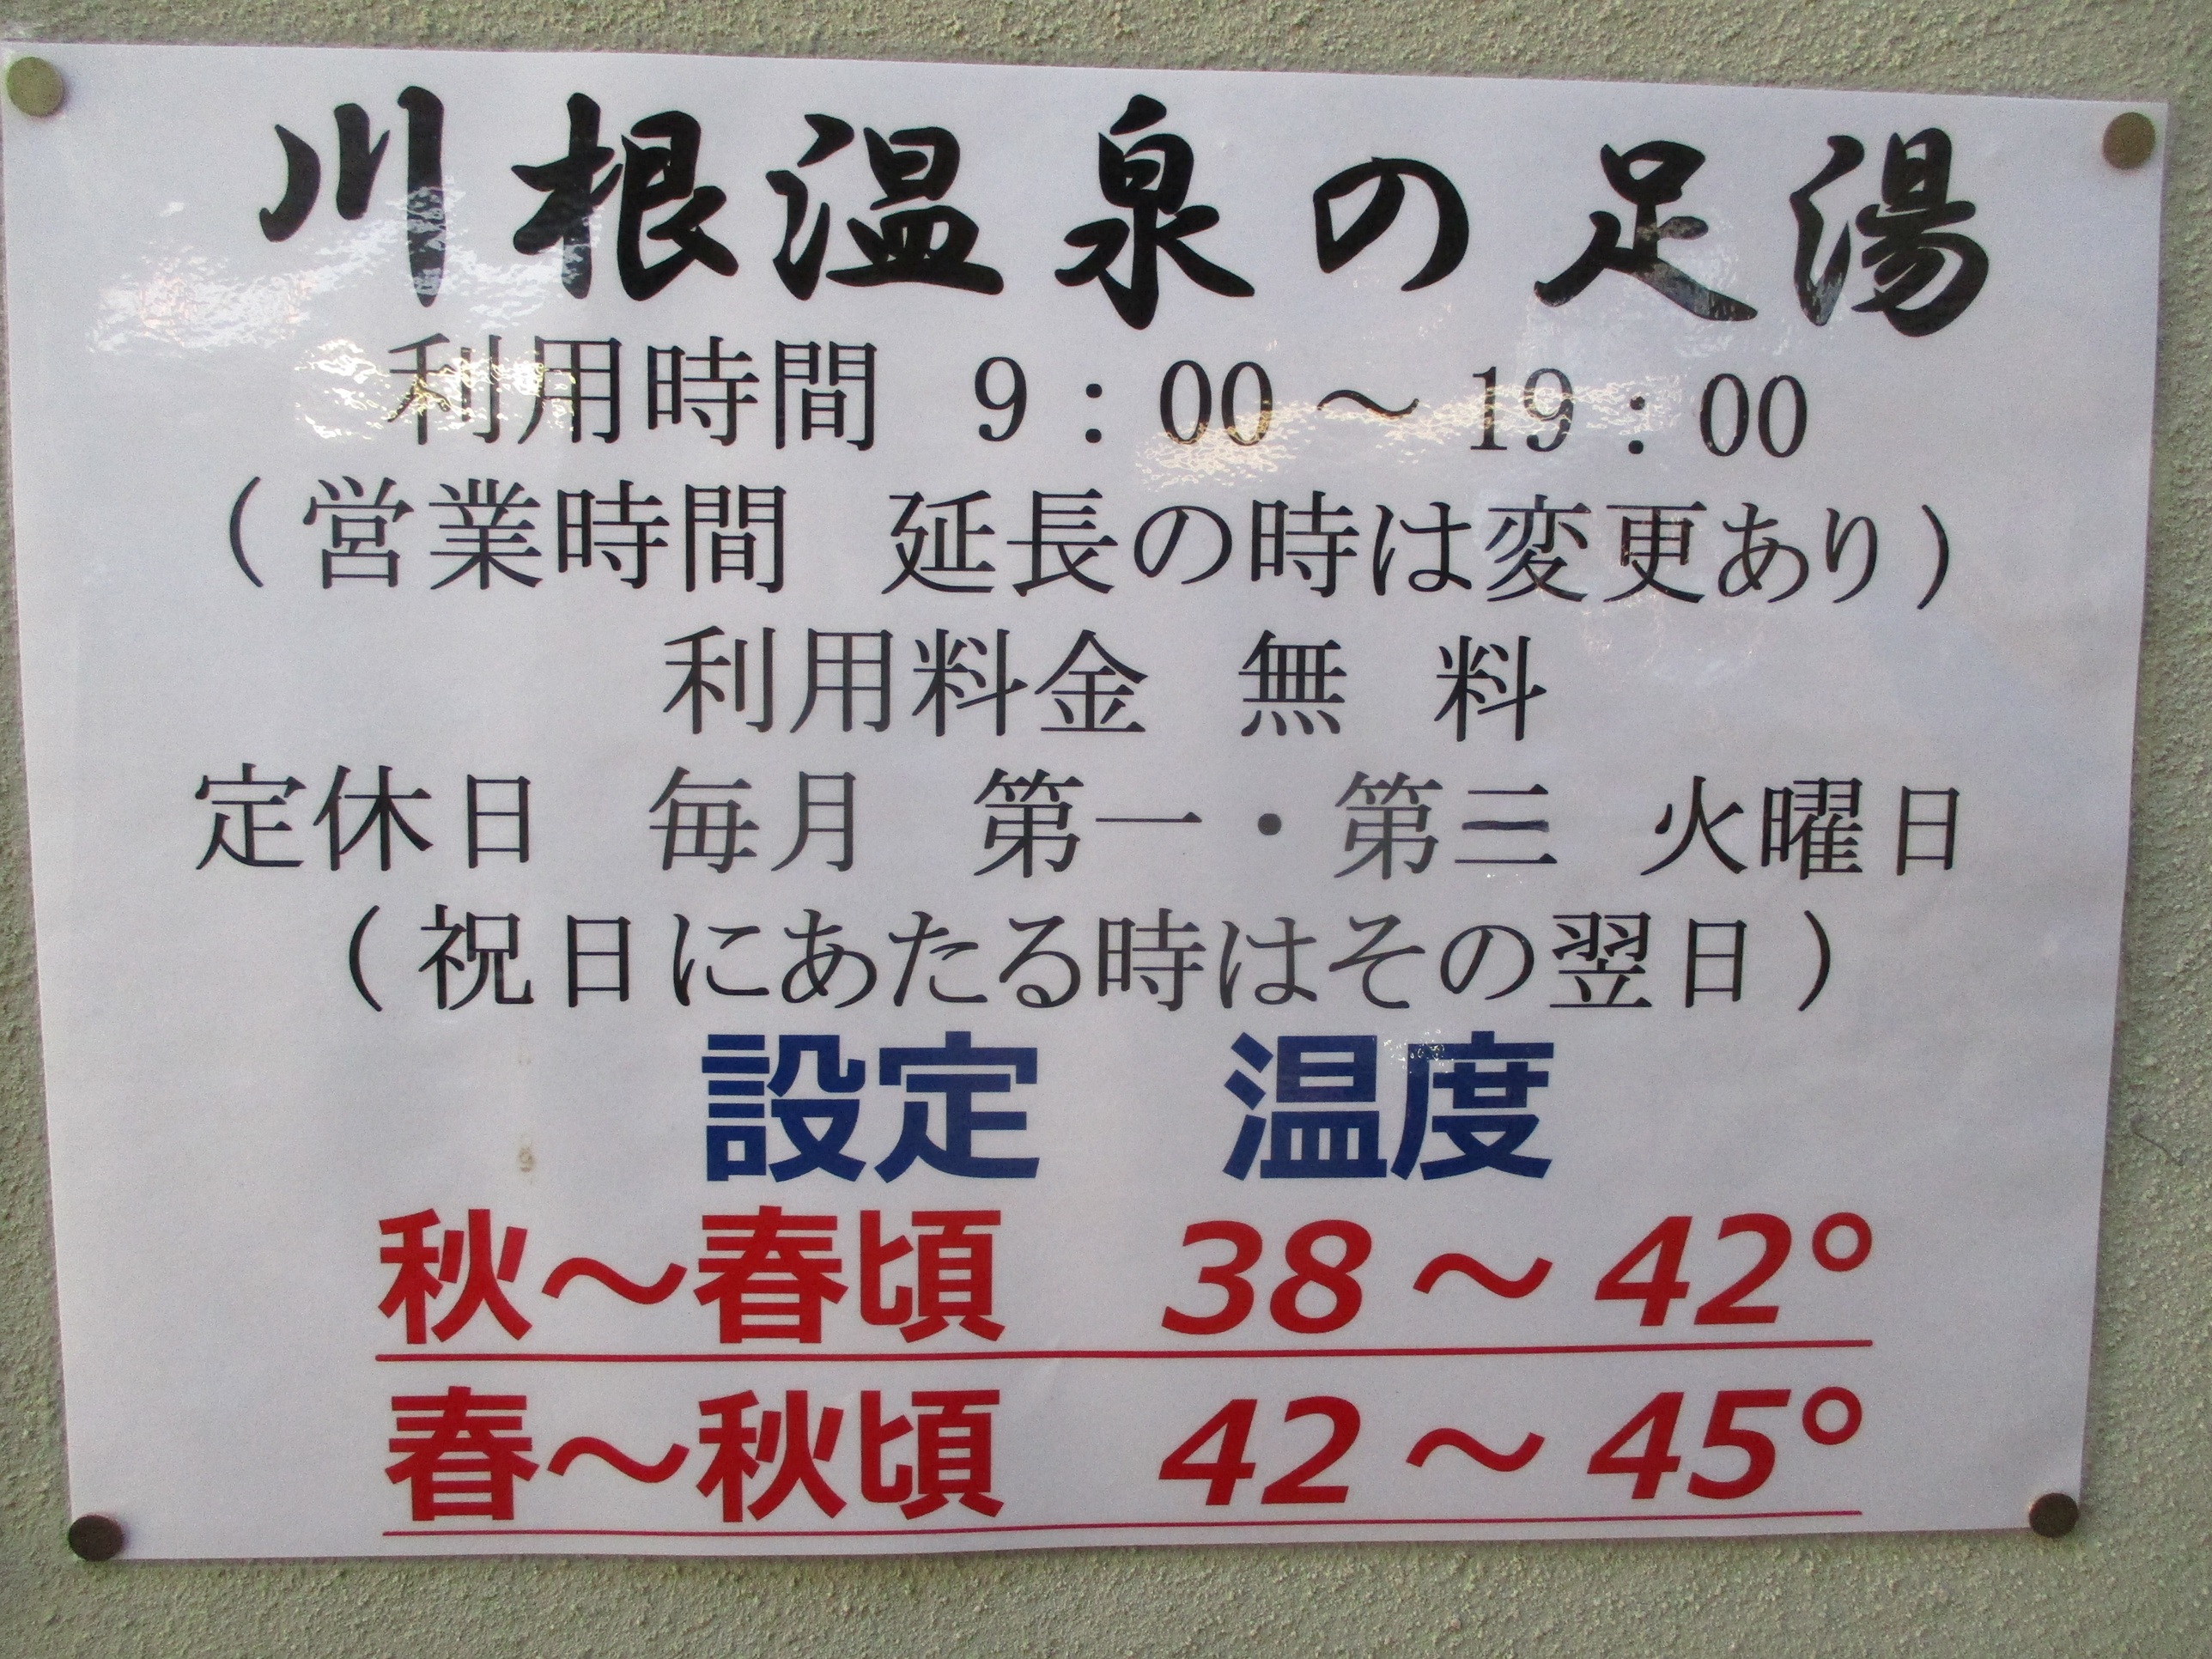 川根温泉の足湯
利用時間　9：00～19：00
（営業時間　延長の時は変更あり）
利用料金　無　料
定休日　毎月　第一・第三　火曜日
（祝日にあたる時はその翌日）
設定　温度
秋～春頃　38～42°
春～秋頃　42～45°